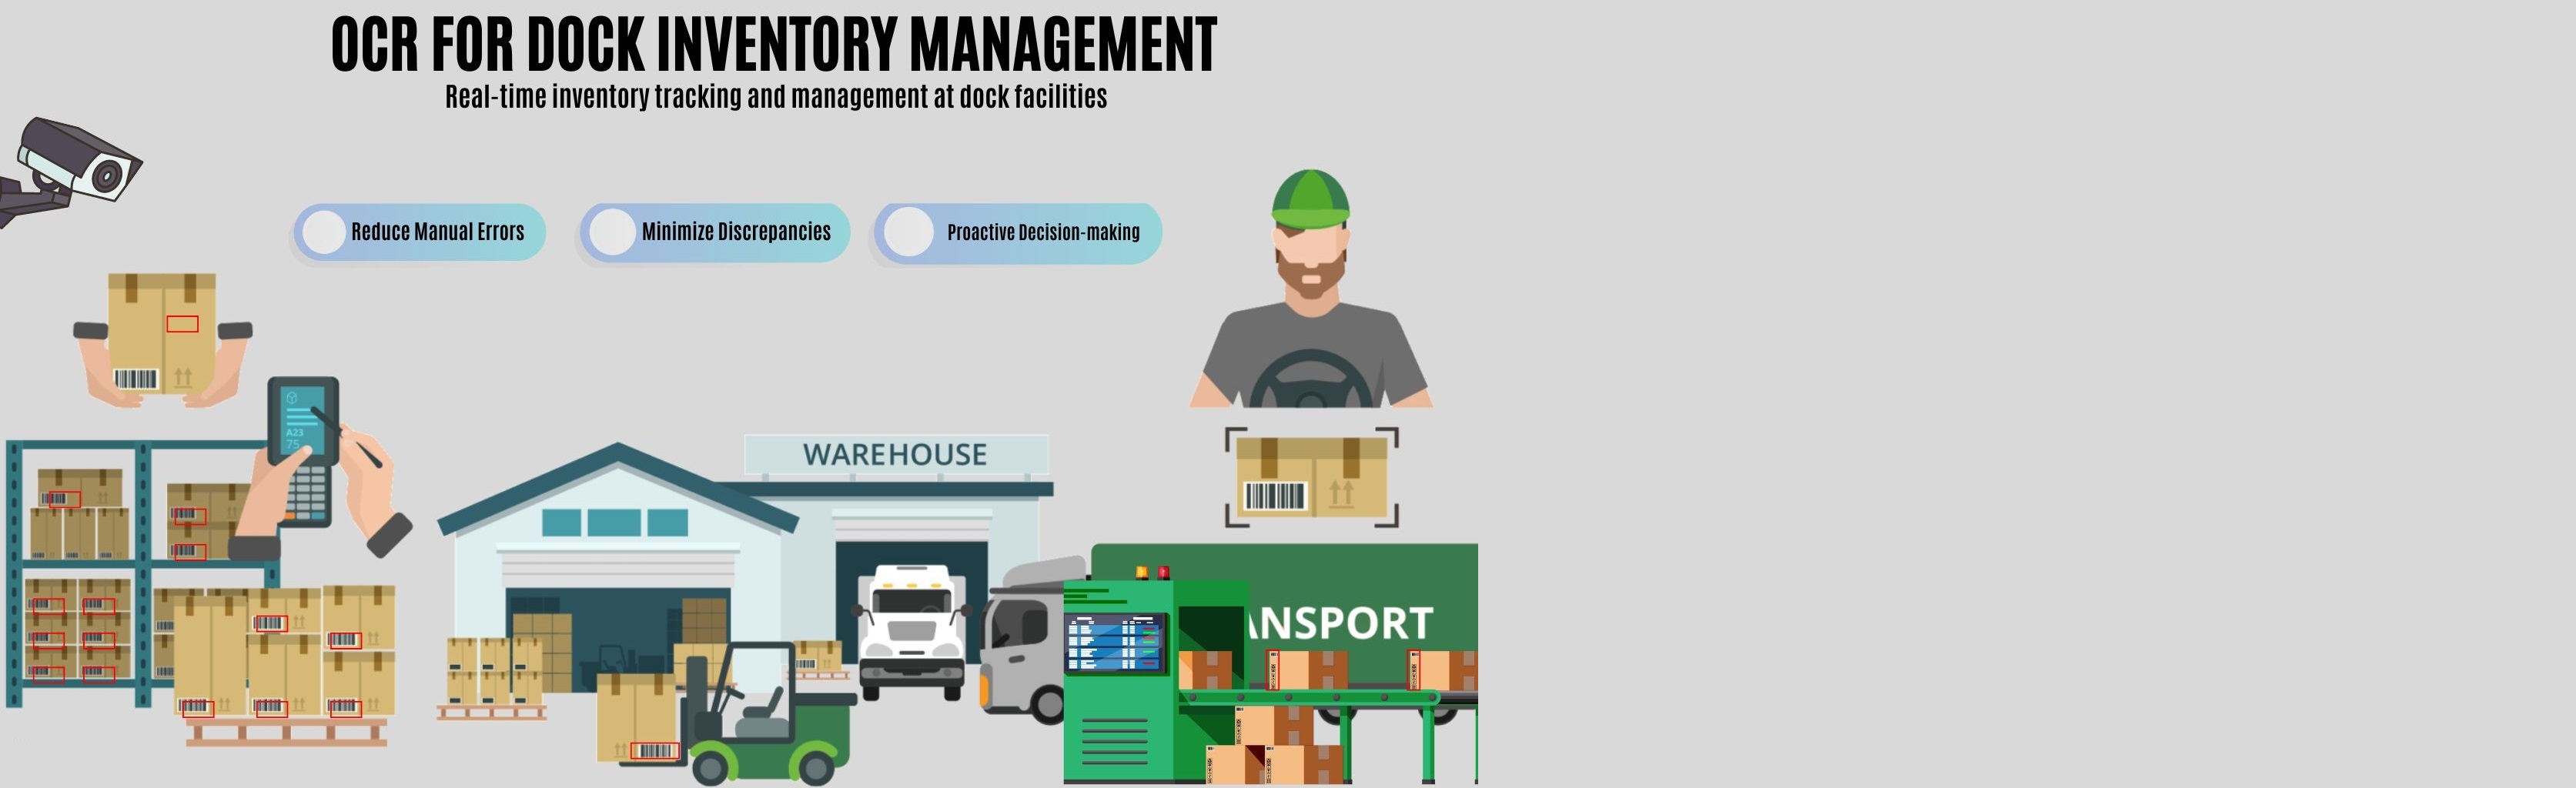 OCR FOR DOCK INVENTORY MANAGEMENT
Real-time inventory tracking and management at dock facilities
Reduce Manual Errors
Minimize Discrepancies
Proactive Decision-making
A23
75
WAREHOUSE
ANSPORT